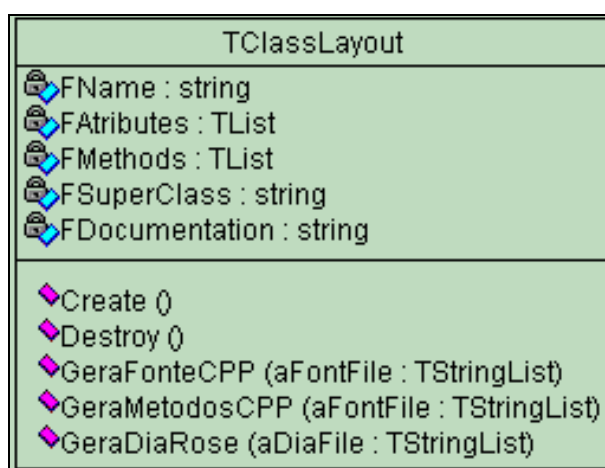 TClassLayout
FName : string
FAtributes : TList
FMethods : TList
FSuperClass : string
FDocumentation : string
Create ()
Destroy ()
GeraFonteCPP (aFontFile : TStringList)
GeraMetodosCPP (aFontFile : TStringList)
GeraDiaRose (aDiaFile : TStringList)